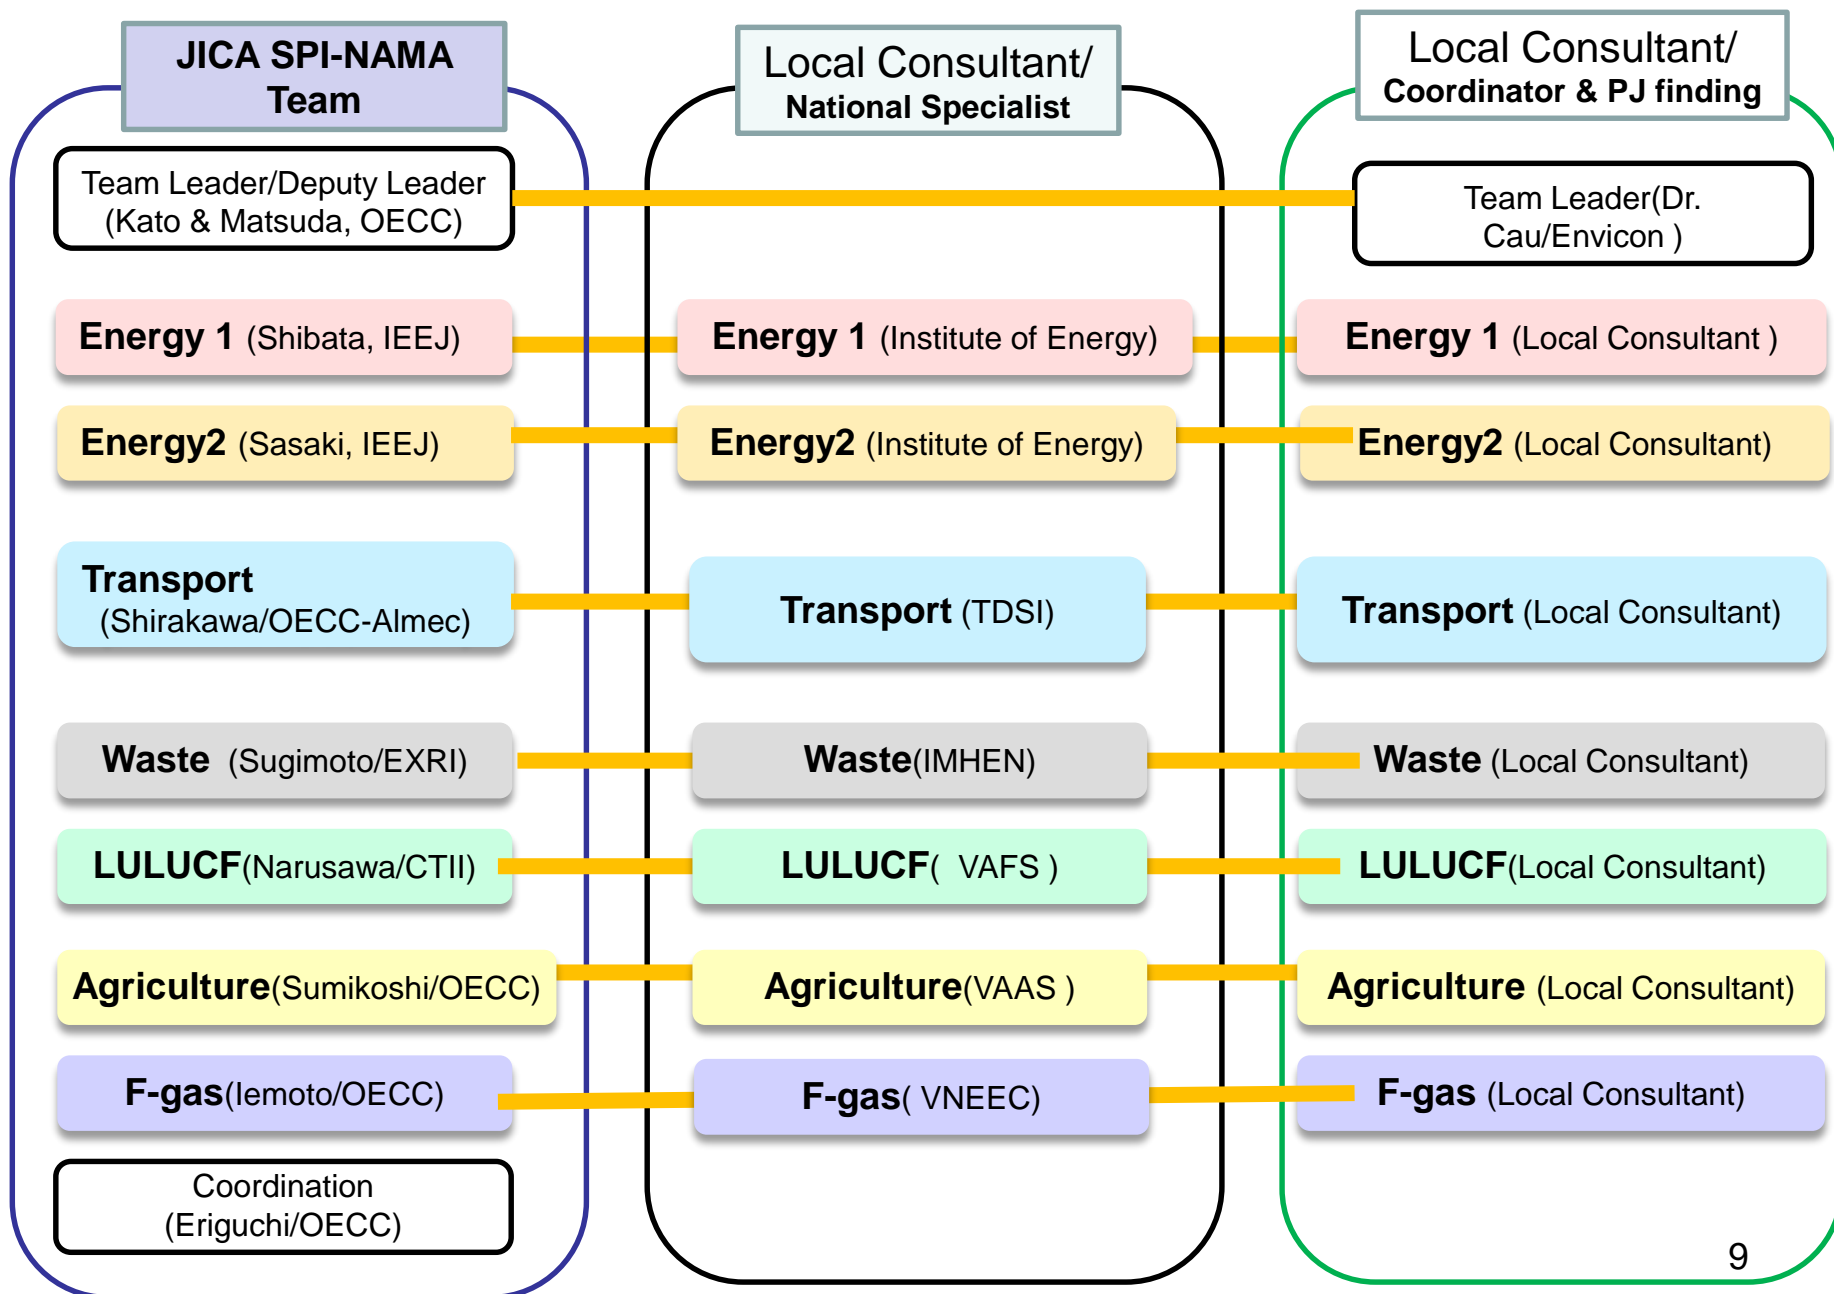 JICA SPI-NAMA
Team
Team Leader/Deputy Leader
(Kato & Matsuda, OECC)
Energy 1 (Shibata, IEEJ)
Energy2 (Sasaki, IEEJ)
Transport
(Shirakawa/OECC-Almec)
Waste (Sugimoto/EXRI)
LULUCF(Narusawa/CTII)
Agriculture(Sumikoshi/OECC)
F-gas(Iemoto/OECC)
Coordination
(Eriguchi/OECC)
Local Consultant/
National Specialist
Energy 1 (Institute of Energy)
Energy2 (Institute of Energy)
Transport (TDSI)
Waste(IMHEN)
LULUCF( VAFS )
Agriculture(VAAS )
F-gas( VNEEC)
Local Consultant/
Coordinator & PJ finding
Team Leader(Dr.
Cau/Envicon )
Energy 1 (Local Consultant )
Energy2 (Local Consultant)
Transport (Local Consultant)
Waste (Local Consultant)
LULUCF(Local Consultant)
Agriculture (Local Consultant)
F-gas (Local Consultant)
9